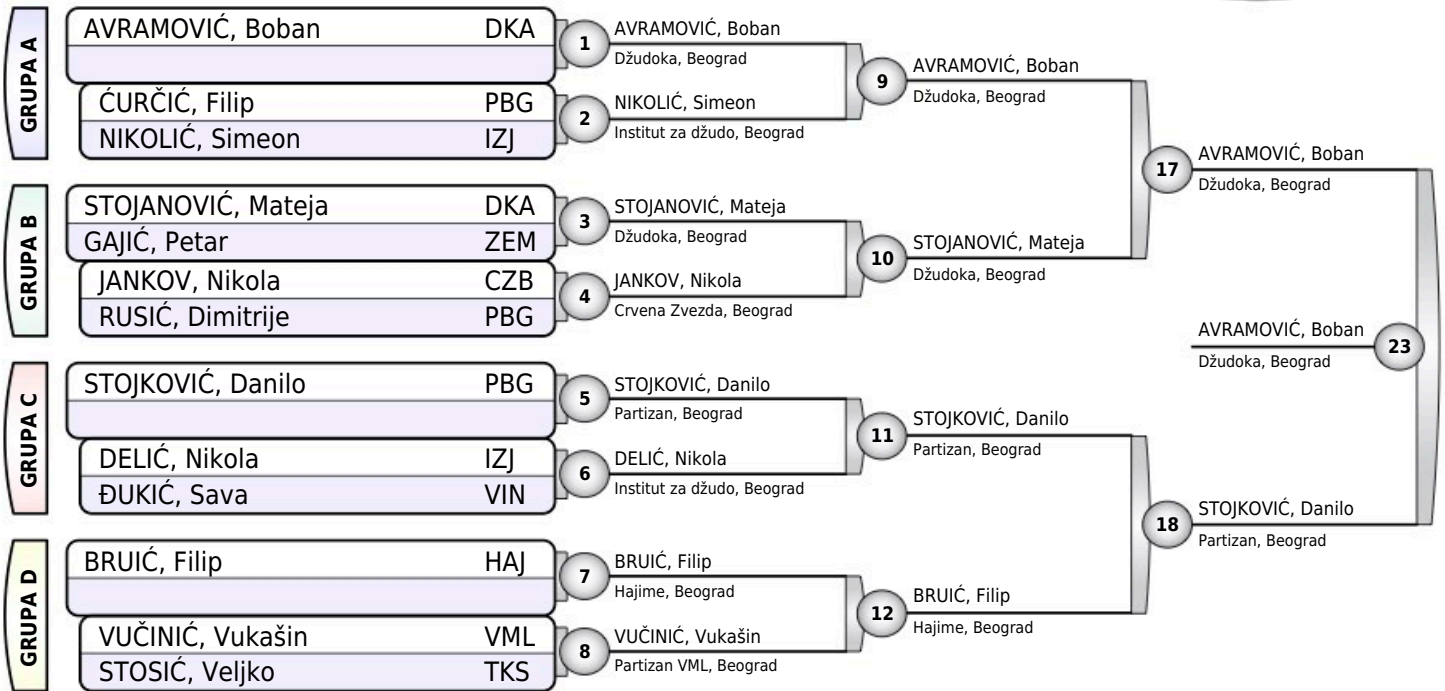 GRUPA A
AVRAMOVIĆ, Boban DKA
ĆURČIĆ, Filip PBG
NIKOLIĆ, Simeon IZJ
1
AVRAMOVIĆ, Boban
Džudoka, Beograd
2
NIKOLIĆ, Simeon
Institut za džudo, Beograd
9
AVRAMOVIĆ, Boban
Džudoka, Beograd
GRUPA B
STOJANOVIĆ, Mateja DKA
GAJIĆ, Petar ZEM
JANKOV, Nikola CZB
RUSIĆ, Dimitrije PBG
3
STOJANOVIĆ, Mateja
Džudoka, Beograd
4
JANKOV, Nikola
Crvena Zvezda, Beograd
10
STOJANOVIĆ, Mateja
Džudoka, Beograd
17
AVRAMOVIĆ, Boban
Džudoka, Beograd
GRUPA C
STOJKOVIĆ, Danilo PBG
DELIĆ, Nikola IZJ
ĐUKIĆ, Sava VIN
5
STOJKOVIĆ, Danilo
Partizan, Beograd
6
DELIĆ, Nikola
Institut za džudo, Beograd
11
STOJKOVIĆ, Danilo
Partizan, Beograd
GRUPA D
BRUIĆ, Filip HAJ
VUČINIĆ, Vukašin VML
STOSIĆ, Veljko TKS
7
BRUIĆ, Filip
Hajime, Beograd
8
VUČINIĆ, Vukašin
Partizan VML, Beograd
12
BRUIĆ, Filip
Hajime, Beograd
18
STOJKOVIĆ, Danilo
Partizan, Beograd
AVRAMOVIĆ, Boban
Džudoka, Beograd
23